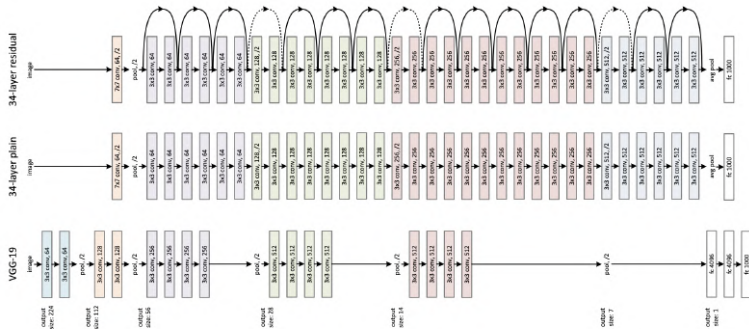 VGG-19
34-layer plain
34-layer residual
output
size: 224
output
size: 112
output
size: 56
output
size: 28
output
size: 14
output
size: 7
output
size: 1
image
3x3 conv, 64
3x3 conv, 64
pool, /2
3x3 conv, 128
3x3 conv, 128
pool, /2
3x3 conv, 256
3x3 conv, 256
3x3 conv, 256
3x3 conv, 256
pool, /2
3x3 conv, 512
3x3 conv, 512
3x3 conv, 512
3x3 conv, 512
pool, /2
3x3 conv, 512
3x3 conv, 512
3x3 conv, 512
3x3 conv, 512
pool, /2
fc 4096
fc 4096
fc 1000
image
7x7 conv, 64, /2
pool, /2
3x3 conv, 64
3x3 conv, 64
3x3 conv, 64
3x3 conv, 64
3x3 conv, 64
3x3 conv, 64
3x3 conv, 128, /2
3x3 conv, 128
3x3 conv, 128
3x3 conv, 128
3x3 conv, 128
3x3 conv, 128
3x3 conv, 128
3x3 conv, 128
3x3 conv, 256, /2
3x3 conv, 256
3x3 conv, 256
3x3 conv, 256
3x3 conv, 256
3x3 conv, 256
3x3 conv, 256
3x3 conv, 256
3x3 conv, 256
3x3 conv, 256
3x3 conv, 256
3x3 conv, 256
3x3 conv, 512, /2
3x3 conv, 512
3x3 conv, 512
3x3 conv, 512
3x3 conv, 512
3x3 conv, 512
avg pool
fc 1000
image
7x7 conv, 64, /2
pool, /2
3x3 conv, 64
3x3 conv, 64
3x3 conv, 64
3x3 conv, 64
3x3 conv, 64
3x3 conv, 64
3x3 conv, 128, /2
3x3 conv, 128
3x3 conv, 128
3x3 conv, 128
3x3 conv, 128
3x3 conv, 128
3x3 conv, 128
3x3 conv, 128
3x3 conv, 256, /2
3x3 conv, 256
3x3 conv, 256
3x3 conv, 256
3x3 conv, 256
3x3 conv, 256
3x3 conv, 256
3x3 conv, 256
3x3 conv, 256
3x3 conv, 256
3x3 conv, 256
3x3 conv, 256
3x3 conv, 512, /2
3x3 conv, 512
3x3 conv, 512
3x3 conv, 512
3x3 conv, 512
3x3 conv, 512
avg pool
fc 1000